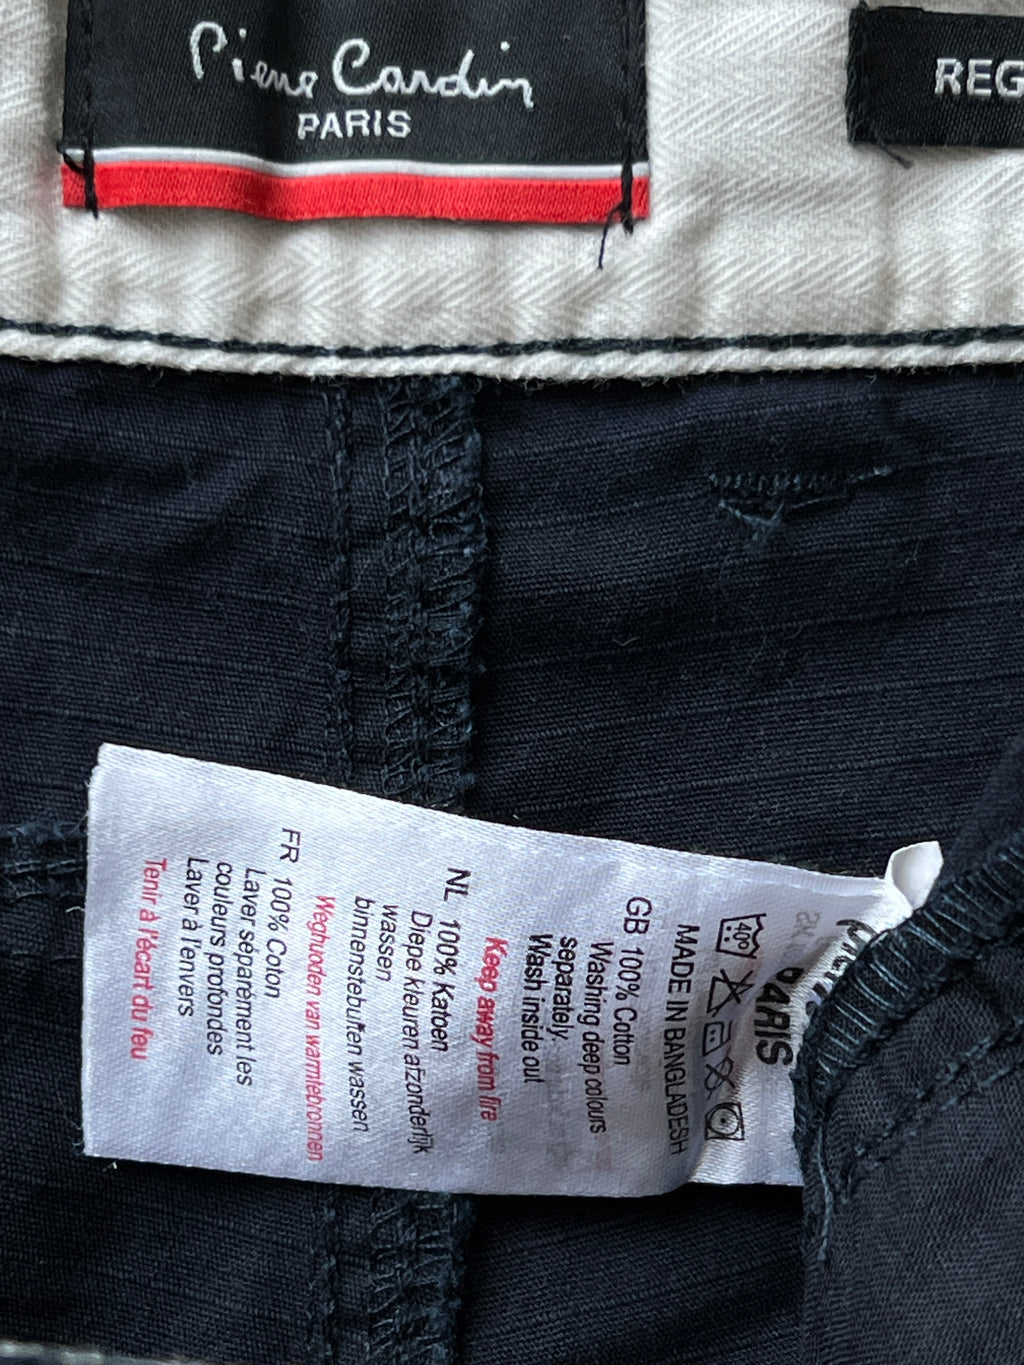 Pierre Cardin
PARIS
REG
PARIS
40°
MADE IN BANGLADESH
GB 100% Cotton
Washing deep colours
separately.
Wash inside out
Keep away from fire
NL 100% Katoen
Diepe kleuren afzonderlijk
wassen
binnenstebuiten wassen
Weghoden van warmtebronnen
FR 100% Coton
Laver séparément les
couleurs profondes
Laver à l'envers
Tenir à l'écart du feu